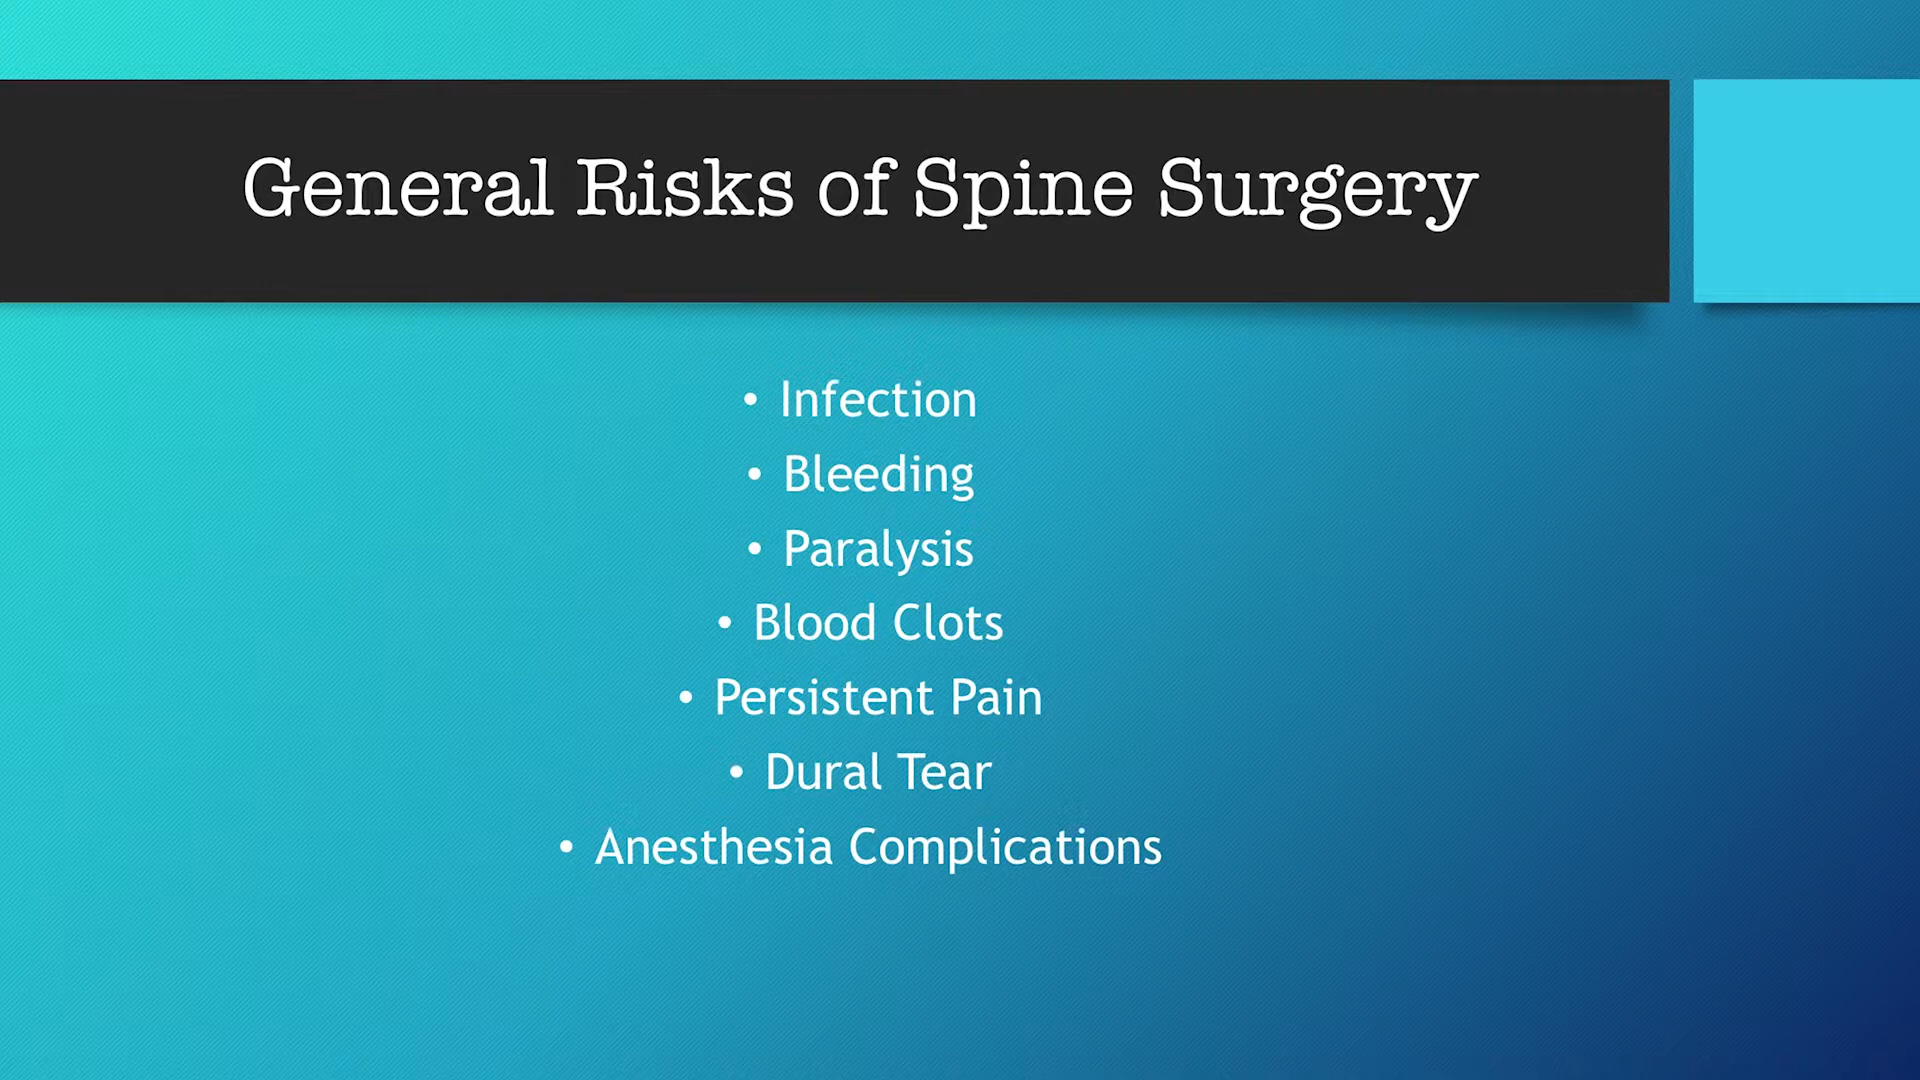 General Risks of Spine Surgery
• Infection
• Bleeding
• Paralysis
• Blood Clots
• Persistent Pain
• Dural Tear
• Anesthesia Complications